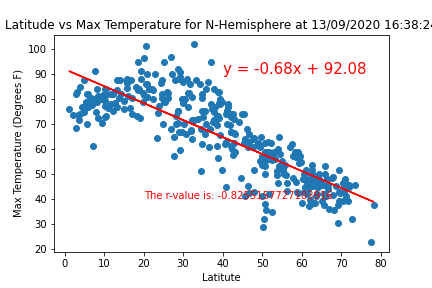 Latitude vs Max Temperature for N-Hemisphere at 13/09/2020 16:38:24
100
90
80
70
60
50
40
30
20
y = -0.68x + 92.08
The r-value is:
Max Temperature (Degrees F)
0 10 20 30 40 50 60 70 80
Latitute